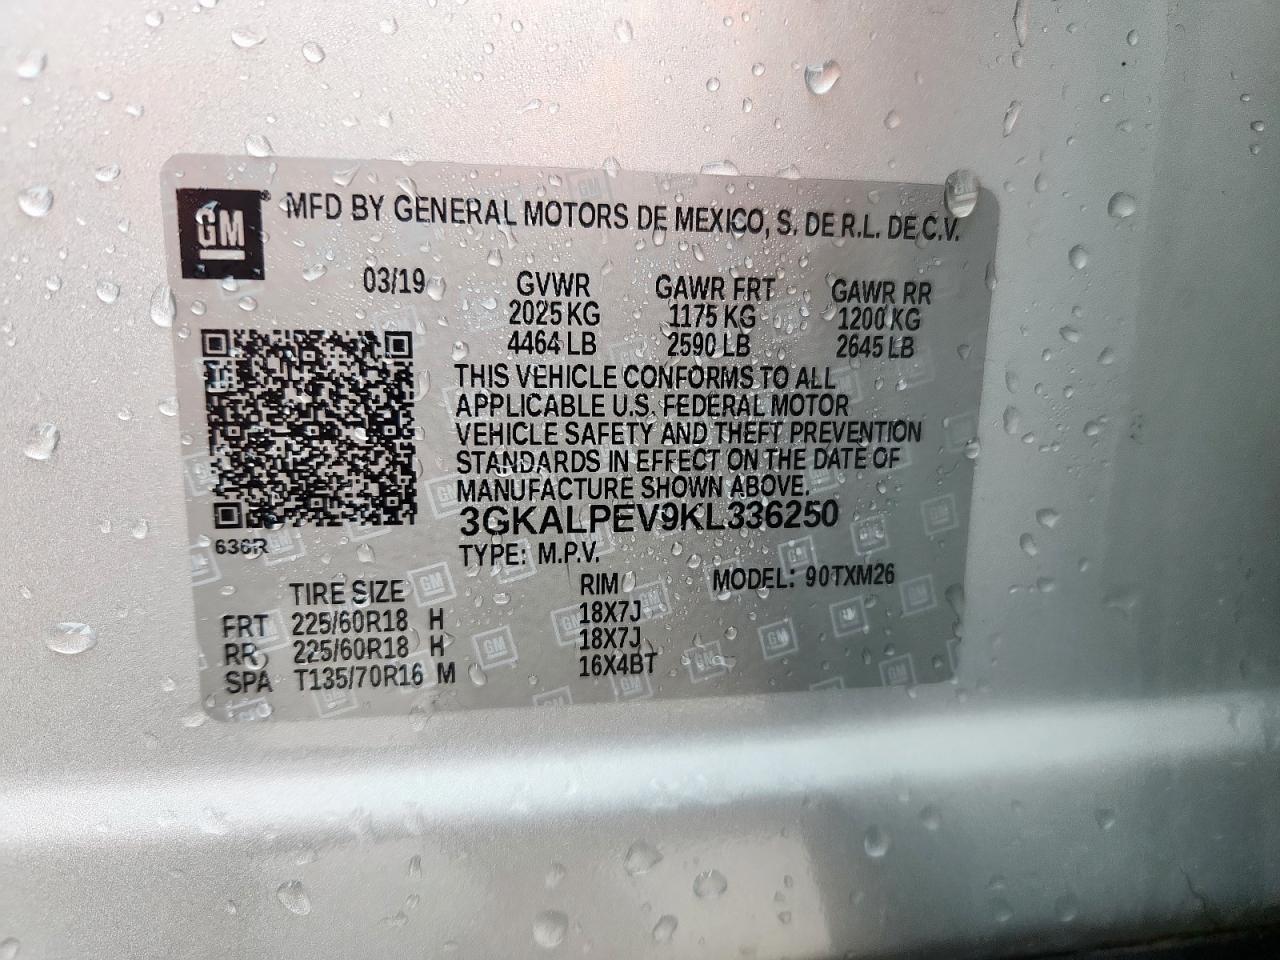 GM ® MFD BY GENERAL MOTORS DE MEXICO, S. DE R.L. DE C.V.
03/19 GVWR GAWR FRT GAWR RR
2025 KG 1175 KG 1200 KG
4464 LB 2590 LB 2645 LB
THIS VEHICLE CONFORMS TO ALL
APPLICABLE U.S. FEDERAL MOTOR
VEHICLE SAFETY AND THEFT PREVENTION
STANDARDS IN EFFECT ON THE DATE OF
MANUFACTURE SHOWN ABOVE.
3GKALPEV9KL336250
636R
TYPE: M.P.V.
TIRE SIZE RIM MODEL: 90TXM26
FRT 225/60R18 H 18X7J
RR 225/60R18 H 18X7J
SPA T135/70R16 M 16X4BT